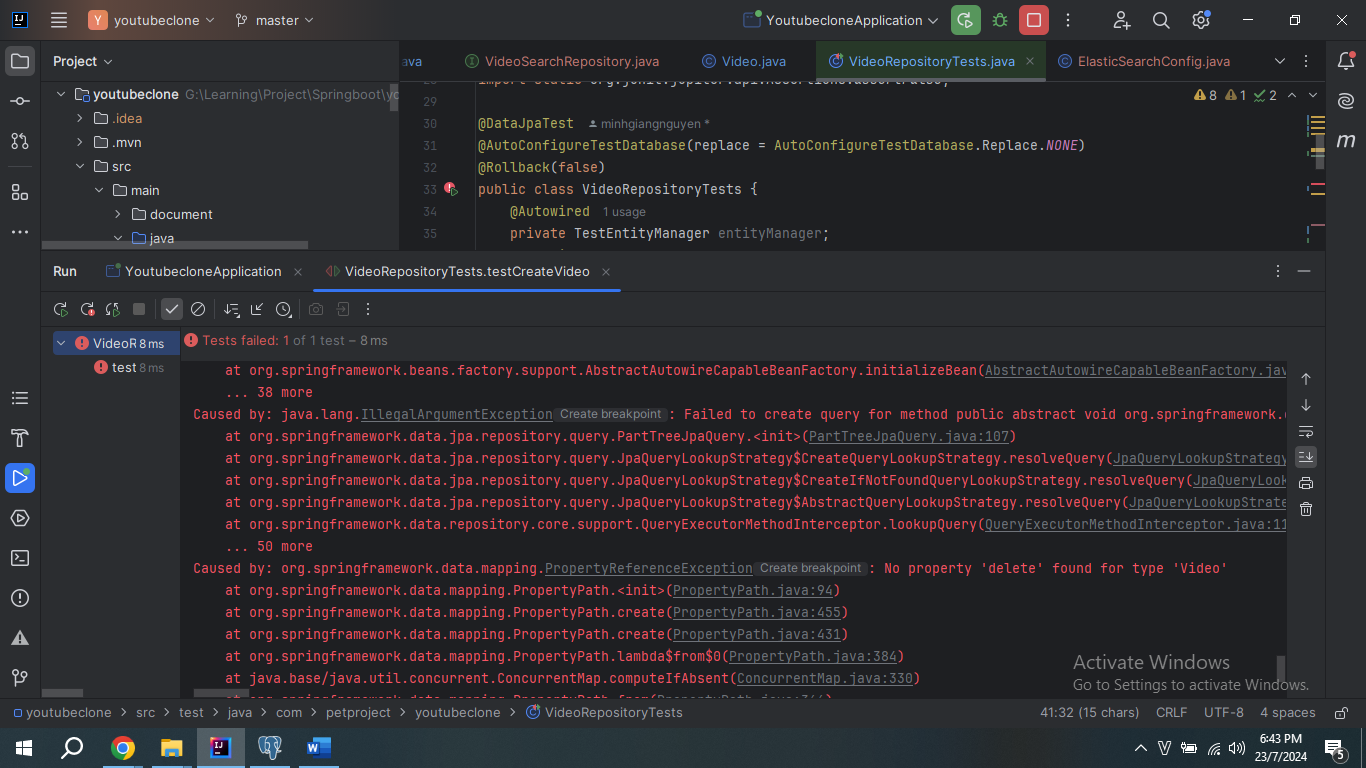 youtubeclone master YoutubecloneApplication
Project
ava VideoSearchRepository.java Video.java VideoRepositoryTests.java ElasticSearchConfig.java
youtubeclone G:\Learning\Project\Springboot\yo
.idea
.mvn
src
main
document
java
29
8 1 2
30 @DataJpaTest minhgiangnguyen *
31 @AutoConfigureTestDatabase(replace = AutoConfigureTestDatabase.Replace.NONE)
32 @Rollback(false)
33 public class VideoRepositoryTests {
34 @Autowired 1 usage
35 private TestEntityManager entityManager;
Run YoutubecloneApplication VideoRepositoryTests.testCreateVideo
VideoR 8 ms
test 8 ms
Tests failed: 1 of 1 test – 8 ms
at org.springframework.beans.factory.support.AbstractAutowireCapableBeanFactory.initializeBean(AbstractAutowireCapableBeanFactory.jav
... 38 more
Caused by: java.lang.IllegalArgumentException Create breakpoint : Failed to create query for method public abstract void org.springframework.
at org.springframework.data.jpa.repository.query.PartTreeJpaQuery.<init>(PartTreeJpaQuery.java:107)
at org.springframework.data.jpa.repository.query.JpaQueryLookupStrategy$CreateQueryLookupStrategy.resolveQuery(JpaQueryLookupStrategy
at org.springframework.data.jpa.repository.query.JpaQueryLookupStrategy$CreateIfNotFoundQueryLookupStrategy.resolveQuery(JpaQueryLook
at org.springframework.data.jpa.repository.query.JpaQueryLookupStrategy$AbstractQueryLookupStrategy.resolveQuery(JpaQueryLookupStrate
at org.springframework.data.repository.core.support.QueryExecutorMethodInterceptor.lookupQuery(QueryExecutorMethodInterceptor.java:11
... 50 more
Caused by: org.springframework.data.mapping.PropertyReferenceException Create breakpoint : No property 'delete' found for type 'Video'
at org.springframework.data.mapping.PropertyPath.<init>(PropertyPath.java:94)
at org.springframework.data.mapping.PropertyPath.create(PropertyPath.java:455)
at org.springframework.data.mapping.PropertyPath.create(PropertyPath.java:431)
at org.springframework.data.mapping.PropertyPath.lambda$from$0(PropertyPath.java:384)
at java.base/java.util.concurrent.ConcurrentMap.computeIfAbsent(ConcurrentMap.java:330)
Activate Windows
Go to Settings to activate Windows.
youtubeclone > src > test > java > com > petproject > youtubeclone > VideoRepositoryTests 41:32 (15 chars) CRLF UTF-8 4 spaces
6:43 PM
23/7/2024
5